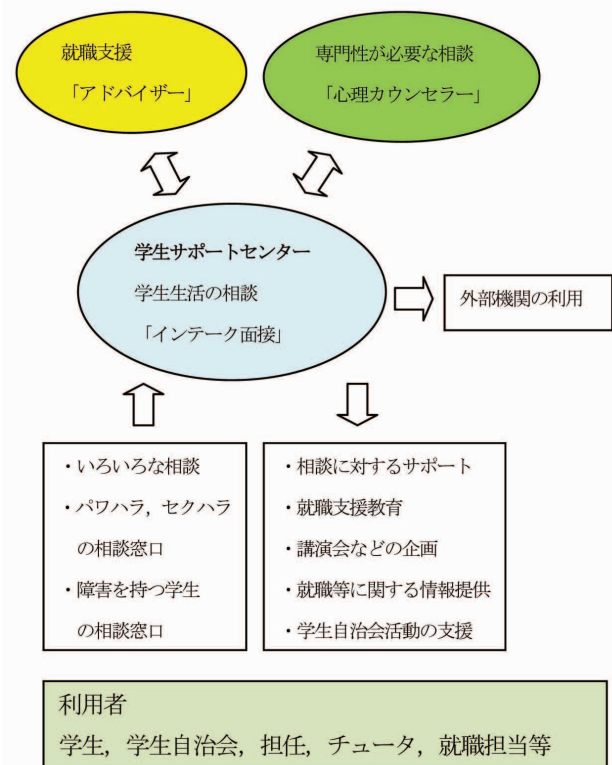 就職支援
「アドバイザー」
専門性が必要な相談
「心理カウンセラー」
学生サポートセンター
学生生活の相談
「インテーク面接」
外部機関の利用
・いろいろな相談
・パワハラ，セクハラ
の相談窓口
・障害を持つ学生
の相談窓口
・相談に対するサポート
・就職支援教育
・講演会などの企画
・就職等に関する情報提供
・学生自治会活動の支援
利用者
学生，学生自治会，担任，チュータ，就職担当等